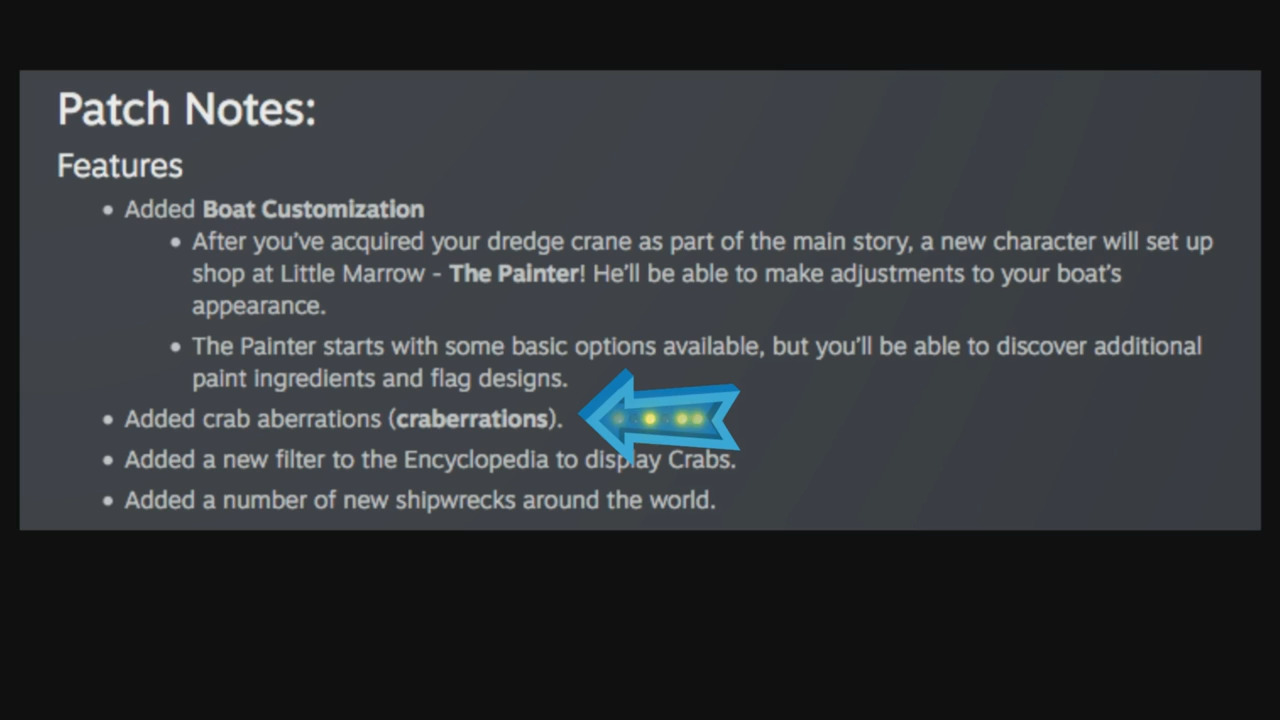 Patch Notes:
Features
• Added Boat Customization
• After you've acquired your dredge crane as part of the main story, a new character will set up
shop at Little Marrow - The Painter! He'll be able to make adjustments to your boat's
appearance.
• The Painter starts with some basic options available, but you'll be able to discover additional
paint ingredients and flag designs.
• Added crab aberrations (craberrations).
• Added a new filter to the Encyclopedia to display Crabs.
• Added a number of new shipwrecks around the world.